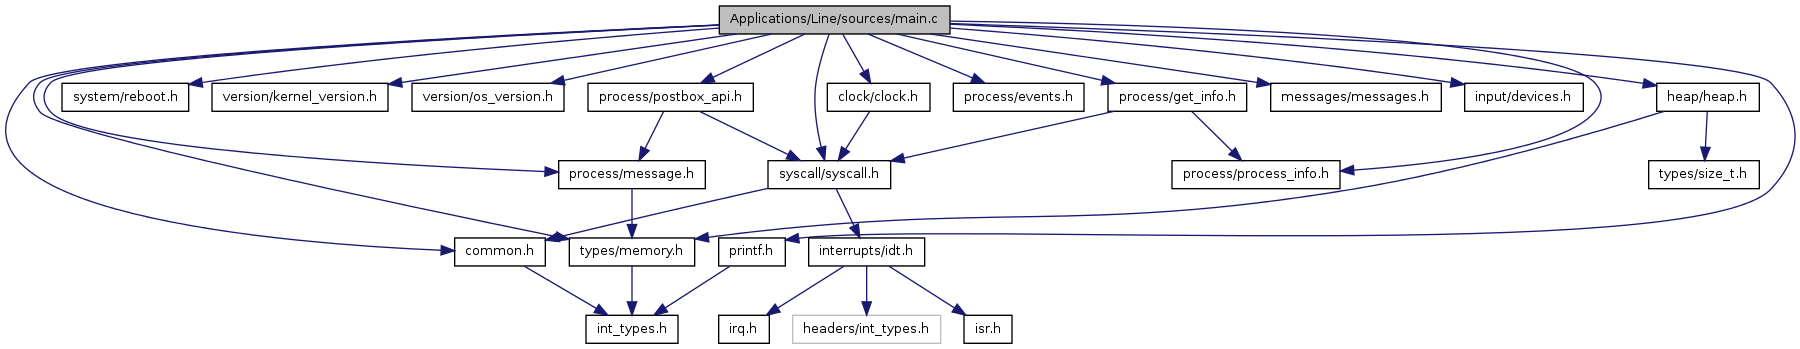 Applications/Line/sources/main.c
system/reboot.h
version/kernel_version.h
version/os_version.h
process/postbox_api.h
clock/clock.h
process/events.h
process/get_info.h
messages/messages.h
input/devices.h
heap/heap.h
process/message.h
syscall/syscall.h
process/process_info.h
types/size_t.h
common.h
types/memory.h
printf.h
interrupts/idt.h
int_types.h
irq.h
headers/int_types.h
isr.h